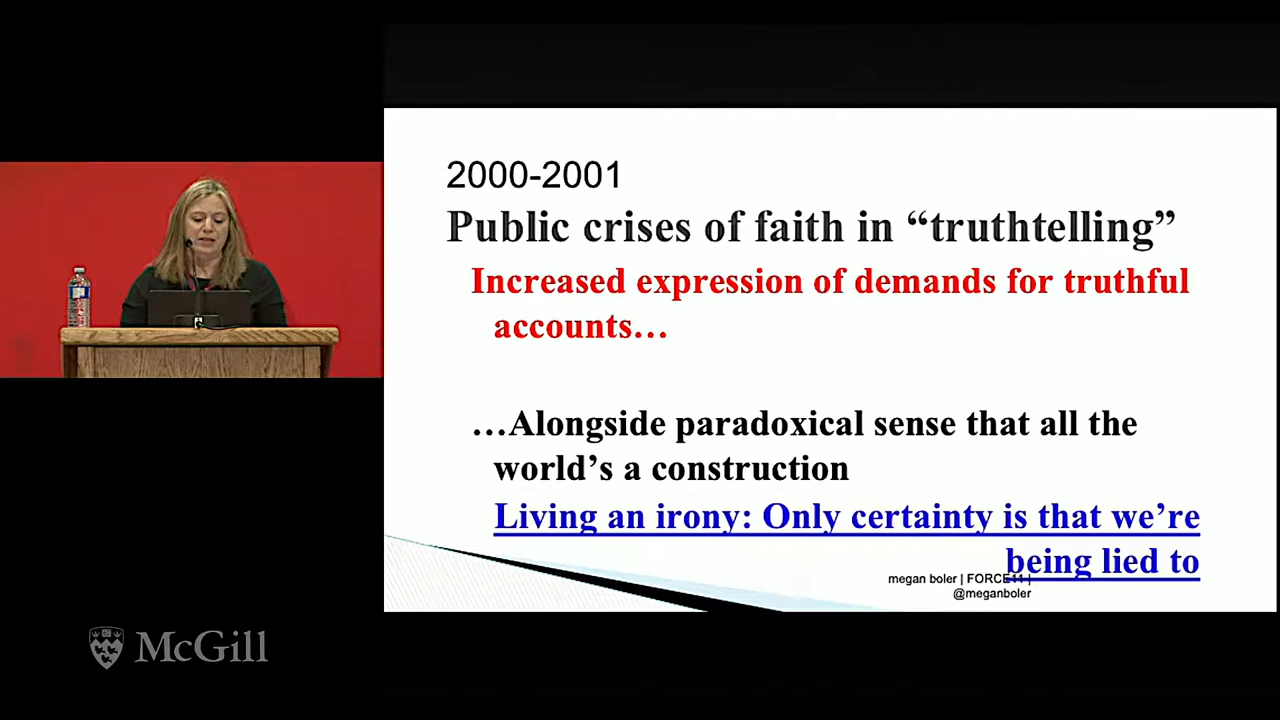 2000-2001
Public crises of faith in “truthtelling”
Increased expression of demands for truthful
accounts…
…Alongside paradoxical sense that all the
world’s a construction
Living an irony: Only certainty is that we’re
being lied to
megan boler | FORCE11 |
@meganboler
McGill